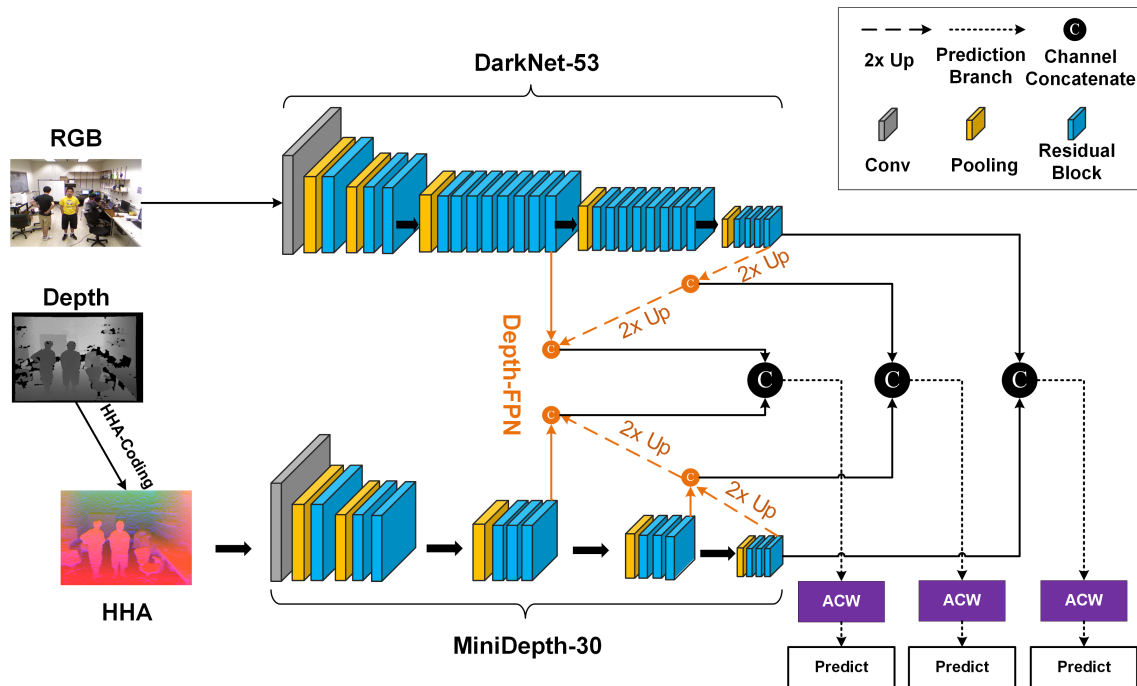 DarkNet-53
2x Up
Prediction
Branch
C
Channel
Concatenate
Conv
Pooling
Residual
Block
RGB
Depth
HHA-Coding
HHA
2x Up
C
2x Up
C
Depth-FPN
C
C
C
C
2x Up
C
2x Up
MiniDepth-30
ACW
ACW
ACW
Predict
Predict
Predict